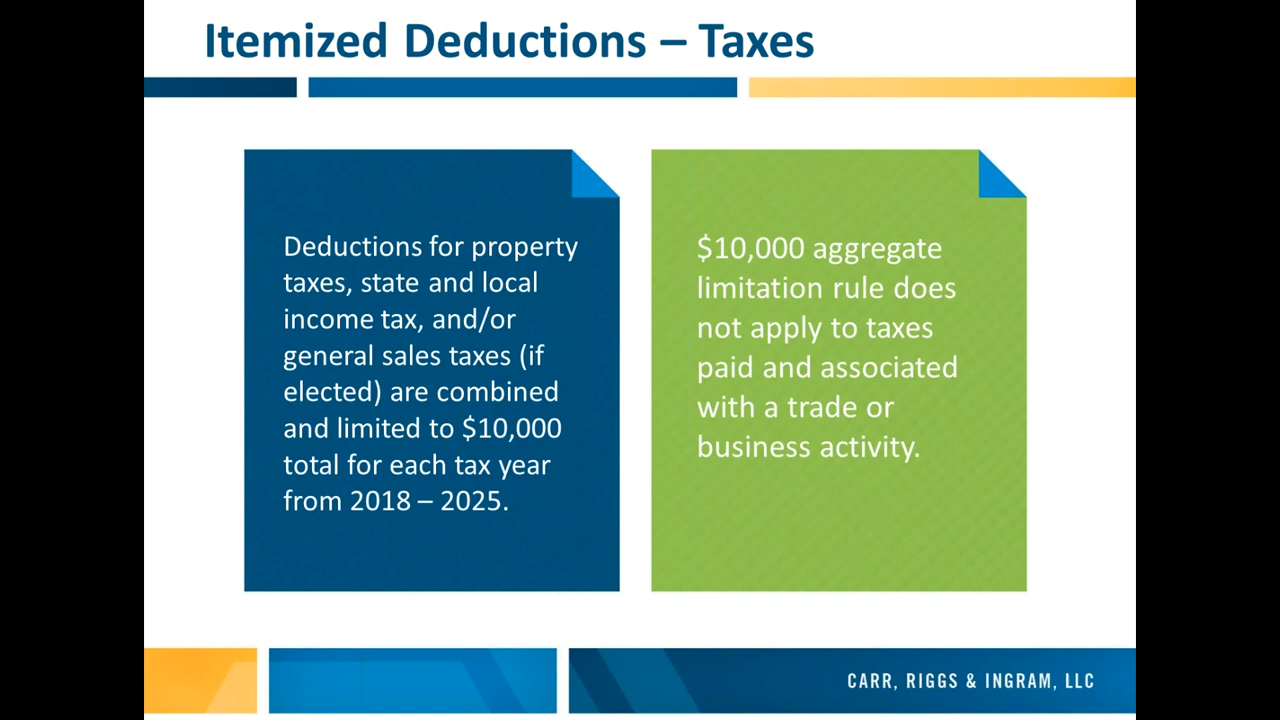 Itemized Deductions – Taxes
Deductions for property
taxes, state and local
income tax, and/or
general sales taxes (if
elected) are combined
and limited to $10,000
total for each tax year
from 2018 – 2025.
$10,000 aggregate
limitation rule does
not apply to taxes
paid and associated
with a trade or
business activity.
CARR, RIGGS & INGRAM, LLC